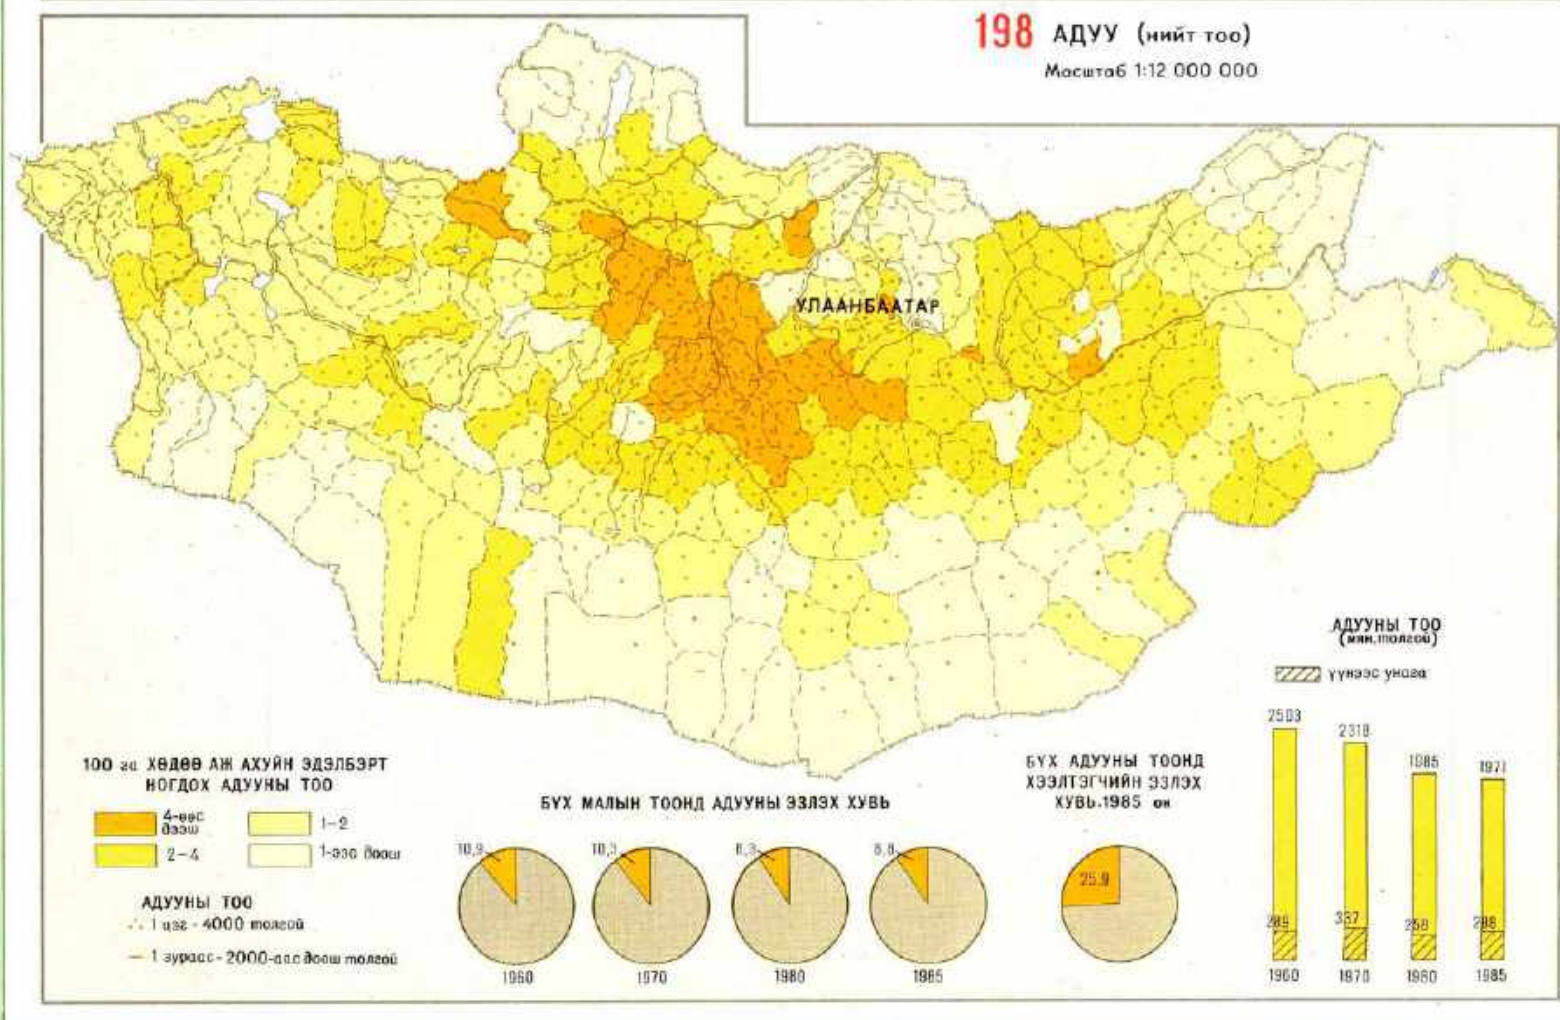 198 АДУУ (нийт тоо)
Масштаб 1:12 000 000
УЛААНБААТАР
100 га ХӨДӨӨ АЖ АХУЙН ЭДЭЛБЭРТ
НОГДОХ АДУУНЫ ТОО
4-өөс дээш
1-2
2-4
1-ээс доош
АДУУНЫ ТОО
1 цэг - 4000 толгой
1 зураас - 2000-аас доош толгой
БҮХ МАЛЫН ТООНД АДУУНЫ ЭЗЛЭХ ХУВЬ
10,9
10,3
8,3
8,8
1960
1970
1980
1985
БҮХ АДУУНЫ ТООНД
ХЭЭЛТЭГЧИЙН ЭЗЛЭХ
ХУВЬ.1985 он
25,9
АДУУНЫ ТОО
(мян.толгой)
үүнээс унага
2503
2318
1985
1971
289
337
258
288
1960
1970
1980
1985